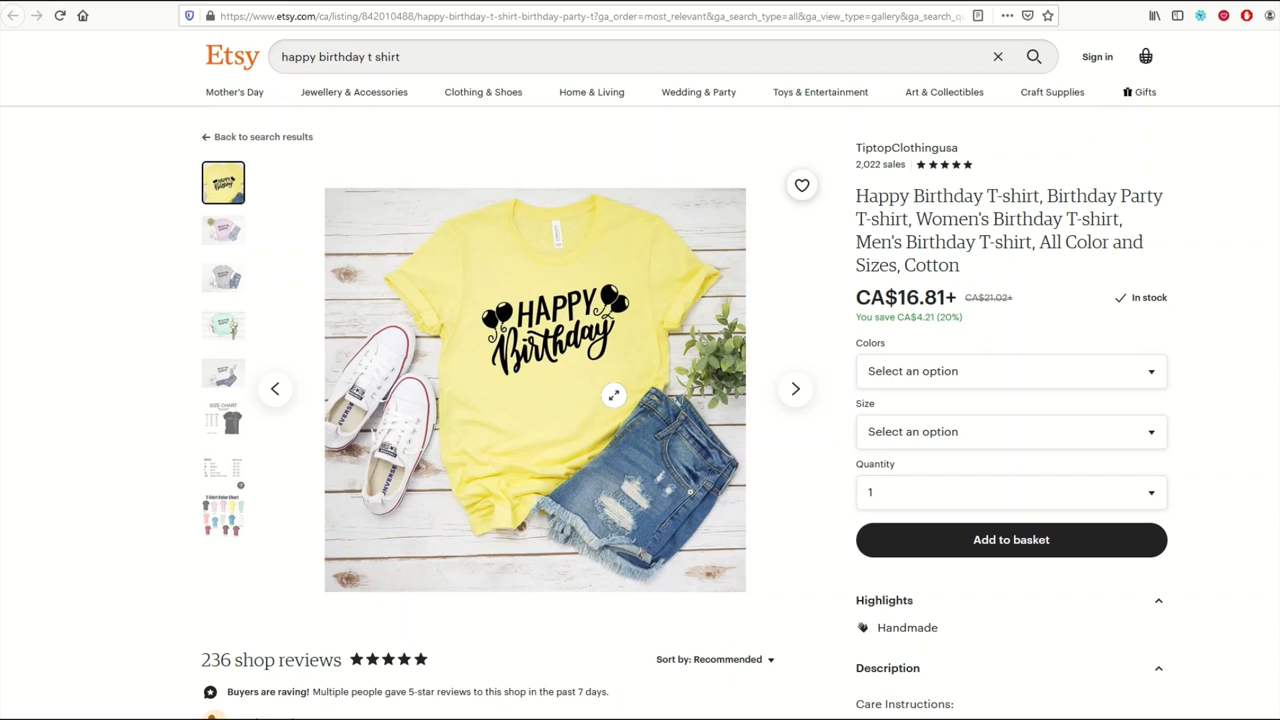 https://www.etsy.com/ca/listing/842010488/happy-birthday-t-shirt-birthday-party-t?ga_order=most_relevant&ga_search_type=all&ga_view_type=gallery&ga_search_q
Etsy
happy birthday t shirt
Sign in
Mother's Day Jewellery & Accessories Clothing & Shoes Home & Living Wedding & Party Toys & Entertainment Art & Collectibles Craft Supplies Gifts
Back to search results
TiptopClothingusa
2,022 sales
Happy Birthday T-shirt, Birthday Party
T-shirt, Women's Birthday T-shirt,
Men's Birthday T-shirt, All Color and
Sizes, Cotton
CA$16.81+ CA$21.02+ In stock
You save CA$4.21 (20%)
Colors
Select an option
Size
Select an option
Quantity
1
Add to basket
HAPPY
Birthday
SIZE CHART
T-Shirt Color Chart
Highlights
Handmade
236 shop reviews
Sort by: Recommended
Description
Buyers are raving! Multiple people gave 5-star reviews to this shop in the past 7 days.
Care Instructions: